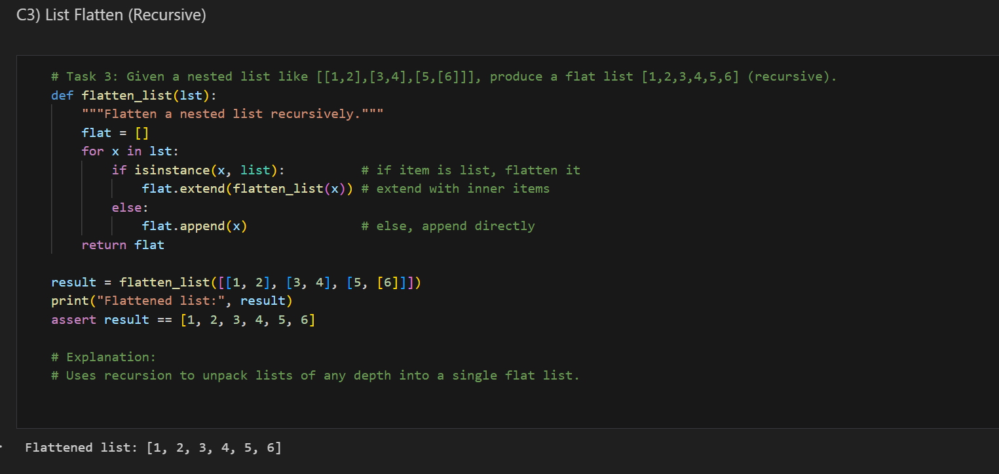 C3) List Flatten (Recursive)
# Task 3: Given a nested list like [[1,2],[3,4],[5,[6]]], produce a flat list [1,2,3,4,5,6] (recursive).
def flatten_list(lst):
    """Flatten a nested list recursively."""
    flat = []
    for x in lst:
        if isinstance(x, list):          # if item is list, flatten it
            flat.extend(flatten_list(x)) # extend with inner items
        else:
            flat.append(x)               # else, append directly
    return flat
result = flatten_list([[1, 2], [3, 4], [5, [6]]])
print("Flattened list:", result)
assert result == [1, 2, 3, 4, 5, 6]
# Explanation:
# Uses recursion to unpack lists of any depth into a single flat list.
Flattened list: [1, 2, 3, 4, 5, 6]